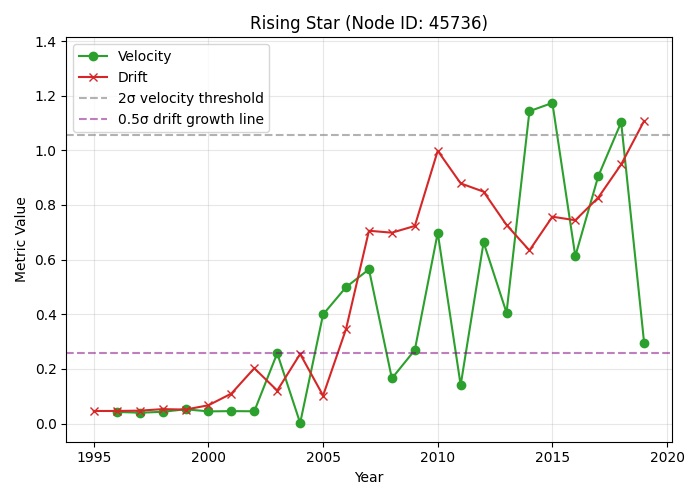 Rising Star (Node ID: 45736)
Velocity
Drift
2σ velocity threshold
0.5σ drift growth line
Metric Value
1.4
1.2
1.0
0.8
0.6
0.4
0.2
0.0
1995
2000
2005
2010
2015
2020
Year